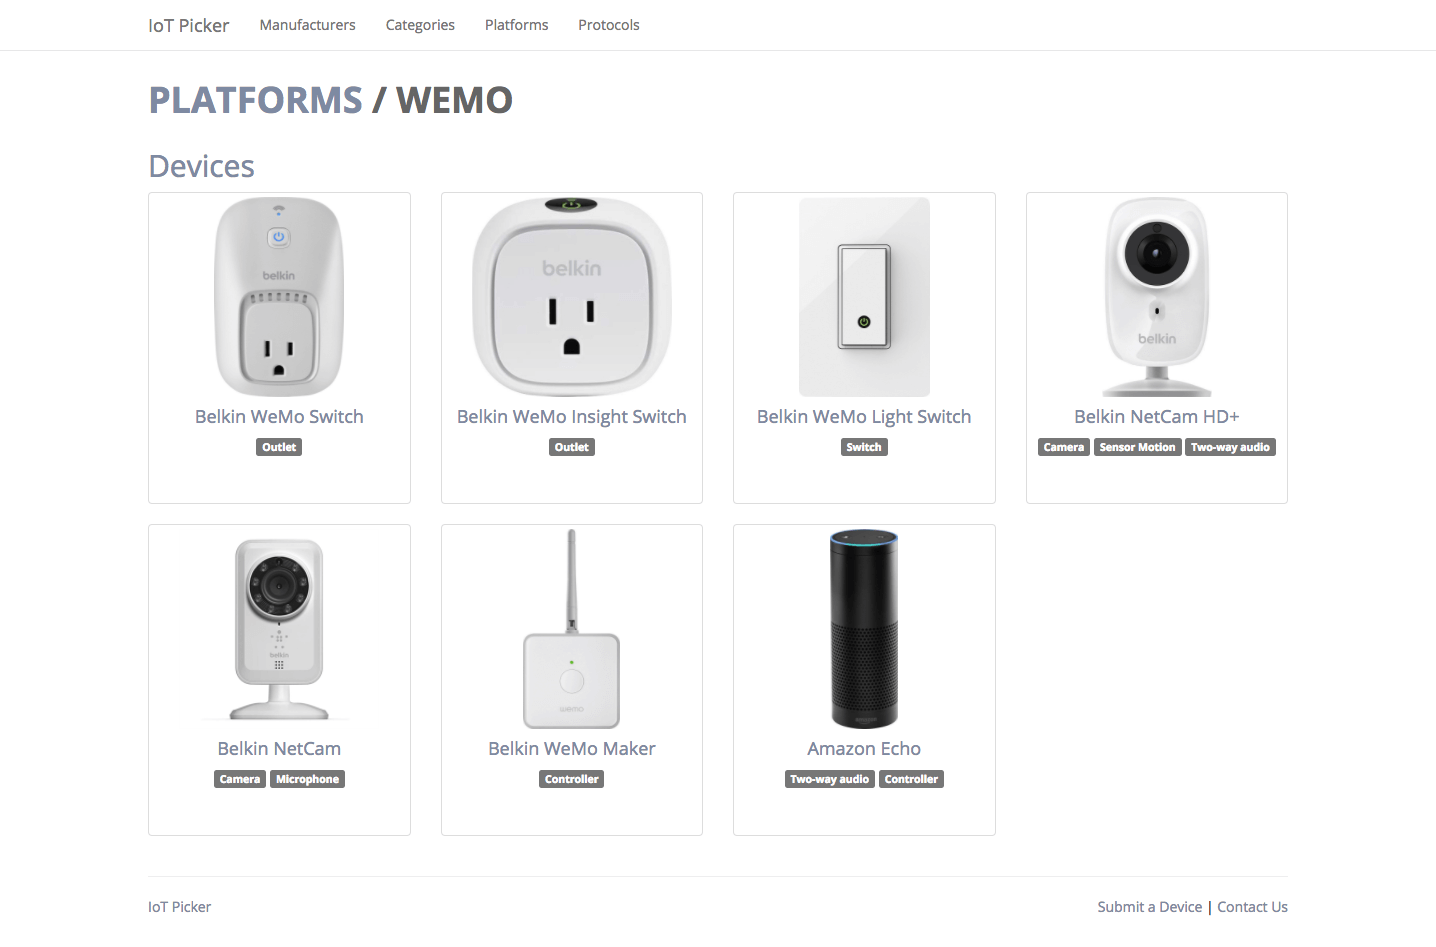 IoT Picker Manufacturers Categories Platforms Protocols
PLATFORMS / WEMO
Devices
belkin
belkin
belkin
Belkin WeMo Switch
Belkin WeMo Insight Switch
Belkin WeMo Light Switch
Belkin NetCam HD+
Outlet
Outlet
Switch
Camera Sensor Motion Two-way audio
belkin
wemo
amazon
Belkin NetCam
Belkin WeMo Maker
Amazon Echo
Camera Microphone
Controller
Two-way audio Controller
IoT Picker
Submit a Device | Contact Us